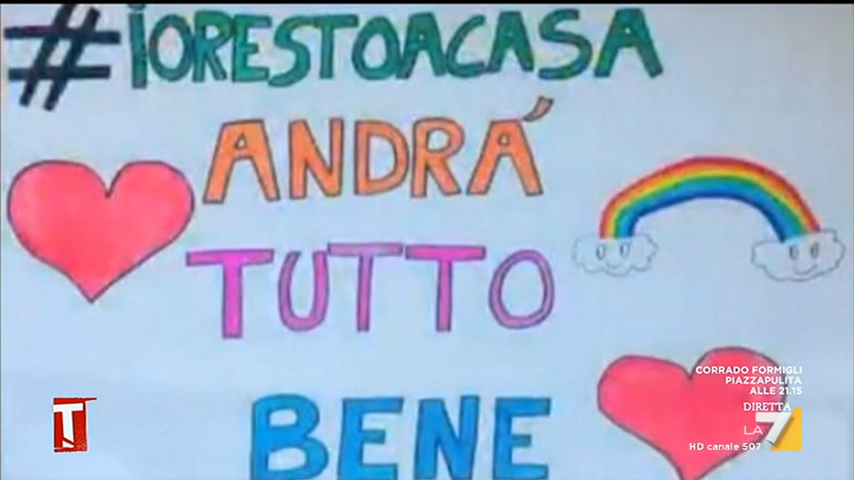 #IORESTOACASA
ANDRÁ
TUTTO
BENE
CORRADO FORMIGLI
PIAZZAPULITA
ALLE 21.15
DIRETTA
LA 7
HD canale 507
T